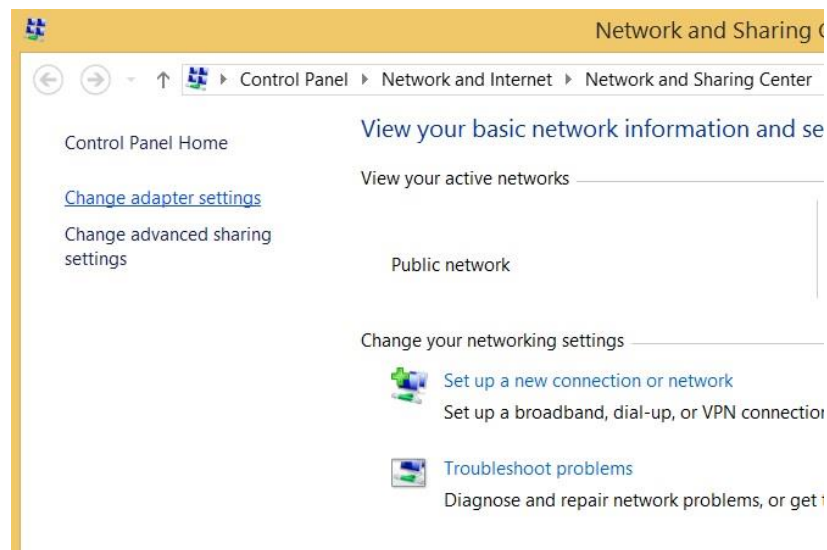 Network and Sharing
Control Panel Network and Internet Network and Sharing Center
Control Panel Home
Change adapter settings
Change advanced sharing
settings
View your basic network information and se
View your active networks
Public network
Change your networking settings
Set up a new connection or network
Set up a broadband, dial-up, or VPN connection
Troubleshoot problems
Diagnose and repair network problems, or get